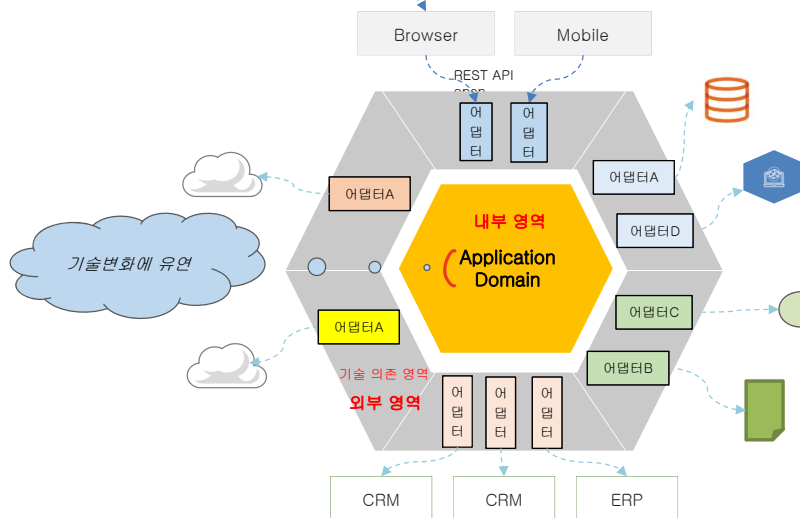 Browser
Mobile
REST API
open
어
댑
터
어
댑
터
어댑터A
어댑터A
어댑터D
내부 영역
Application
Domain
기술변화에 유연
어댑터A
어댑터C
어댑터B
기술 의존 영역
외부 영역
어
댑
터
어
댑
터
어
댑
터
CRM
CRM
ERP